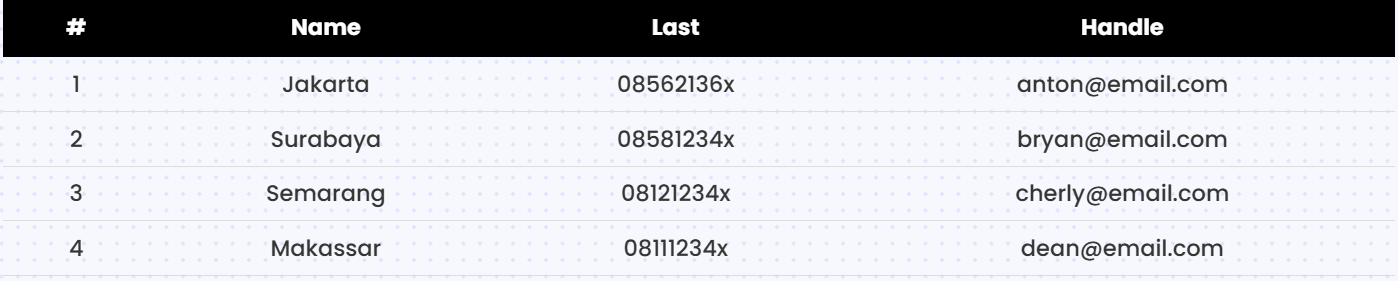 # Name Last Handle
1 Jakarta 08562136x anton@email.com
2 Surabaya 08581234x bryan@email.com
3 Semarang 08121234x cherly@email.com
4 Makassar 08111234x dean@email.com